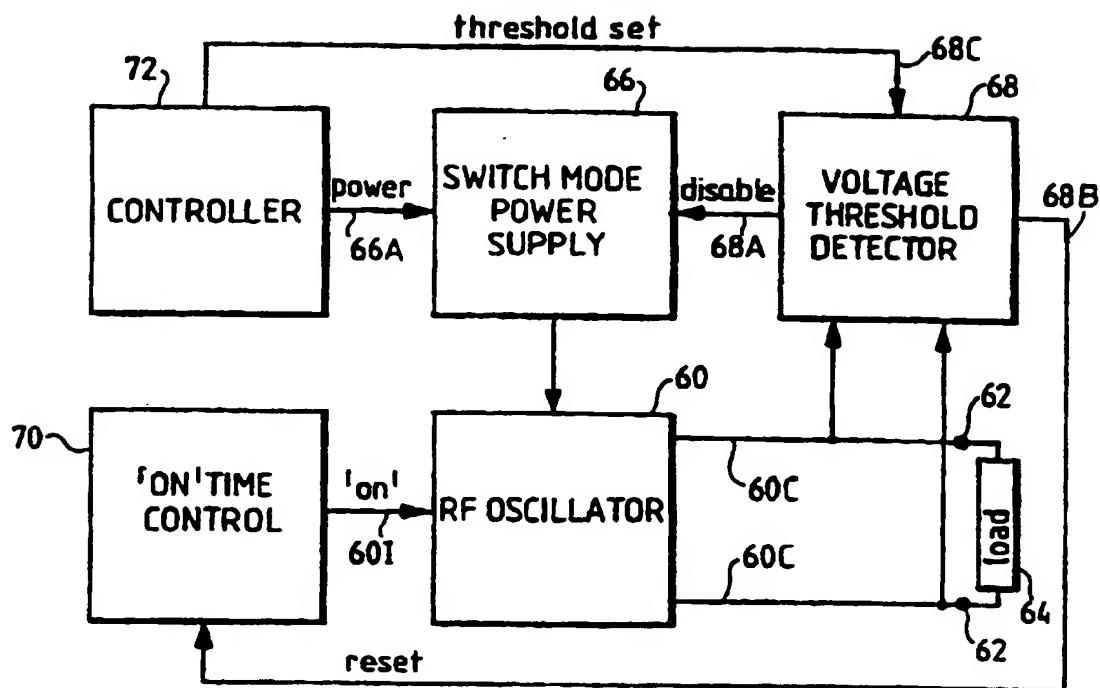 threshold set
68C
72
66
68
CONTROLLER
power
66A
SWITCH MODE
POWER
SUPPLY
disable
68A
VOLTAGE
THRESHOLD
DETECTOR
68B
60
62
70
'ON' TIME
CONTROL
'on'
60I
RF OSCILLATOR
60C
60C
load
64
62
reset